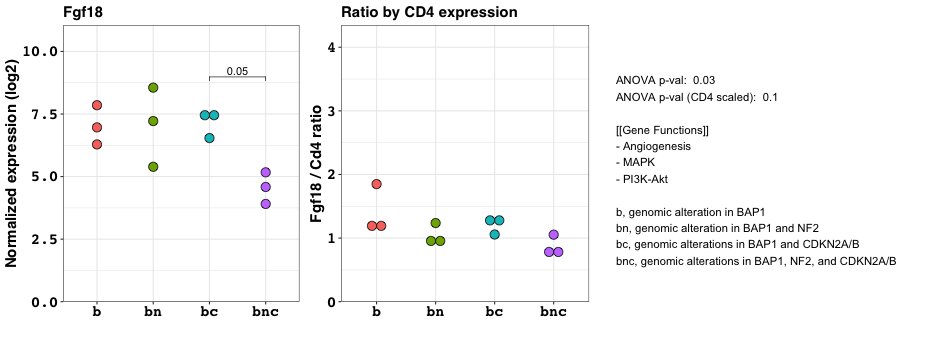 Fgf18
Normalized expression (log2)
10.0
7.5
5.0
2.5
0.0
0.05
b bn bc bnc
Ratio by CD4 expression
Fgf18 / Cd4 ratio
4
3
2
1
0
b bn bc bnc
ANOVA p-val: 0.03
ANOVA p-val (CD4 scaled): 0.1
[[Gene Functions]]
- Angiogenesis
- MAPK
- PI3K-Akt
b, genomic alteration in BAP1
bn, genomic alteration in BAP1 and NF2
bc, genomic alterations in BAP1 and CDKN2A/B
bnc, genomic alterations in BAP1, NF2, and CDKN2A/B